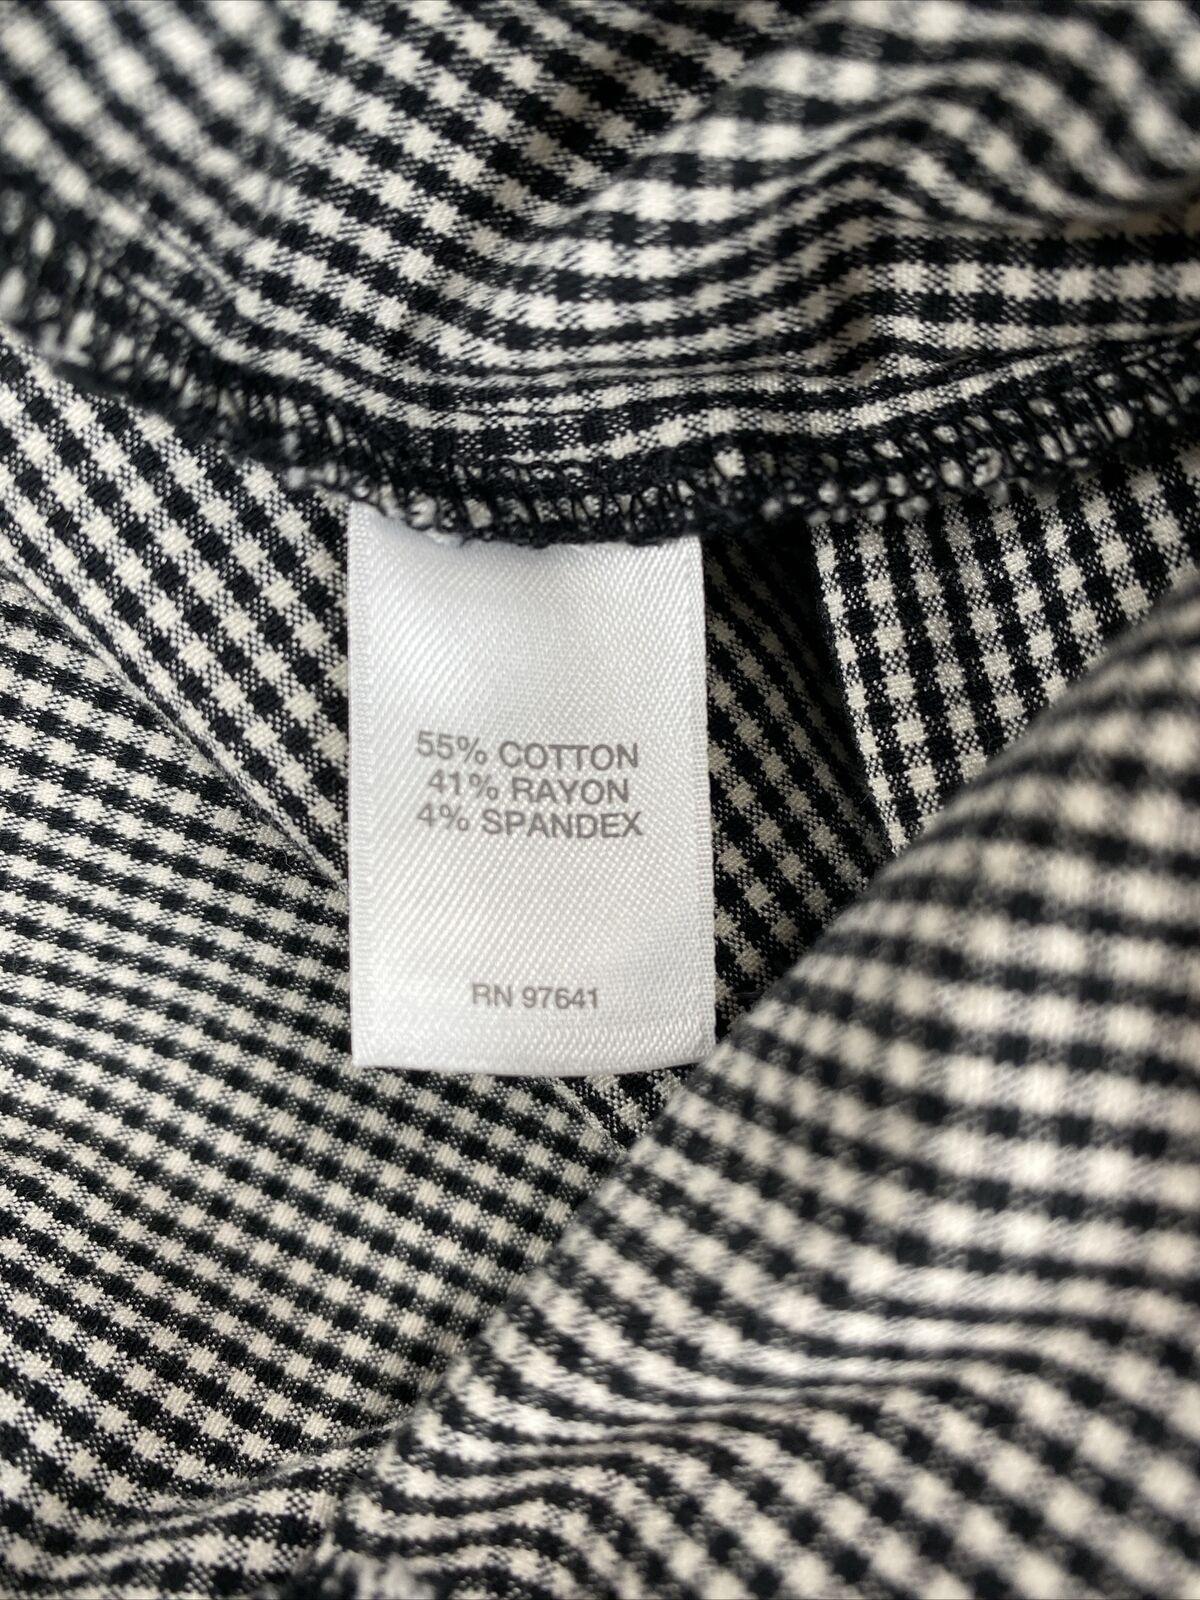 55% COTTON
41% RAYON
4% SPANDEX
RN 97641